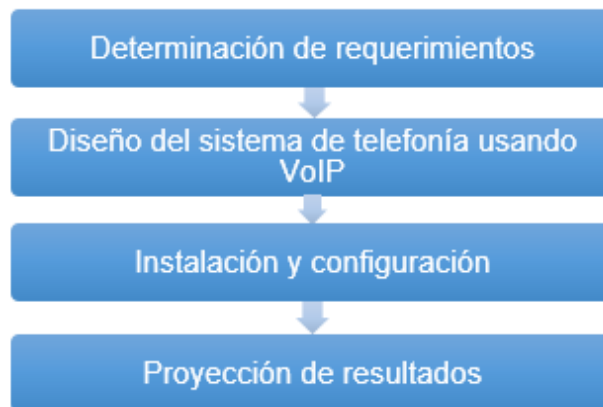 Determinación de requerimientos
Diseño del sistema de telefonía usando
VoIP
Instalación y configuración
Proyección de resultados